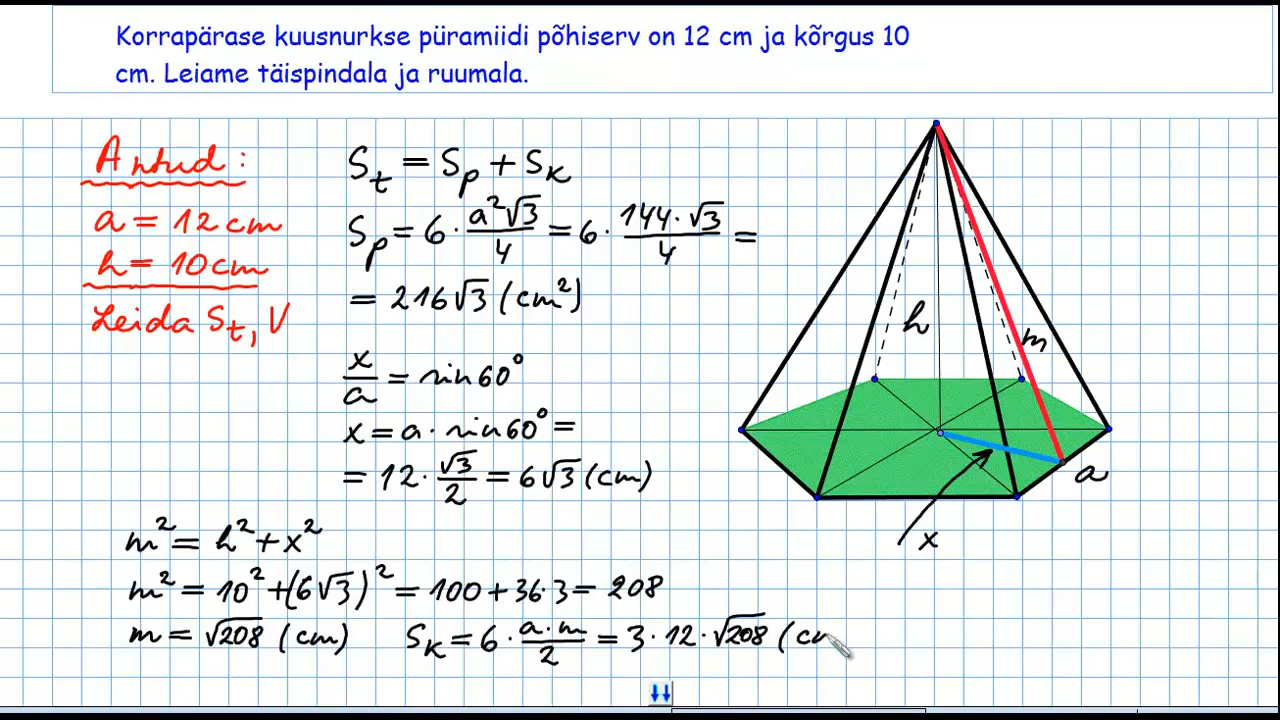 Korrapärase kuusnurkse püramiidi põhiserv on 12 cm ja kõrgus 10
cm. Leiame täispindala ja ruumala.
Antud:
a = 12 cm
h = 10 cm
Leida St, V
St = Sp + Sk
Sp = 6 · a²√3/4 = 6 · 144·√3/4 =
= 216√3 (cm²)
x/a = sin 60°
x = a · sin 60° =
= 12 · √3/2 = 6√3 (cm)
m² = h² + x²
m² = 10² + (6√3)² = 100 + 36·3 = 208
m = √208 (cm)
Sk = 6 · a·m/2 = 3 · 12 · √208 (cm
h
m
a
x